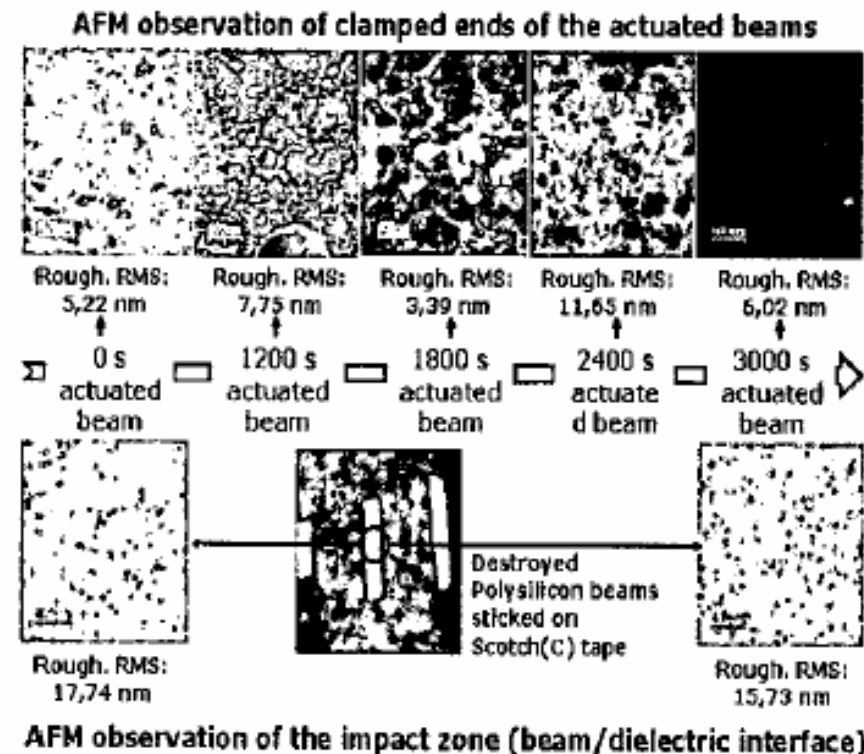 AFM observation of clamped ends of the actuated beams
Rough. RMS: 5,22 nm
Rough. RMS: 7,75 nm
Rough. RMS: 3,39 nm
Rough. RMS: 11,65 nm
Rough. RMS: 6,02 nm
0 s actuated beam
1200 s actuated beam
1800 s actuated beam
2400 s actuate d beam
3000 s actuated beam
Destroyed
Polysilicon beams
sticked on
Scotch(C) tape
Rough. RMS:
17,74 nm
Rough. RMS:
15,73 nm
AFM observation of the impact zone (beam/dielectric interface)